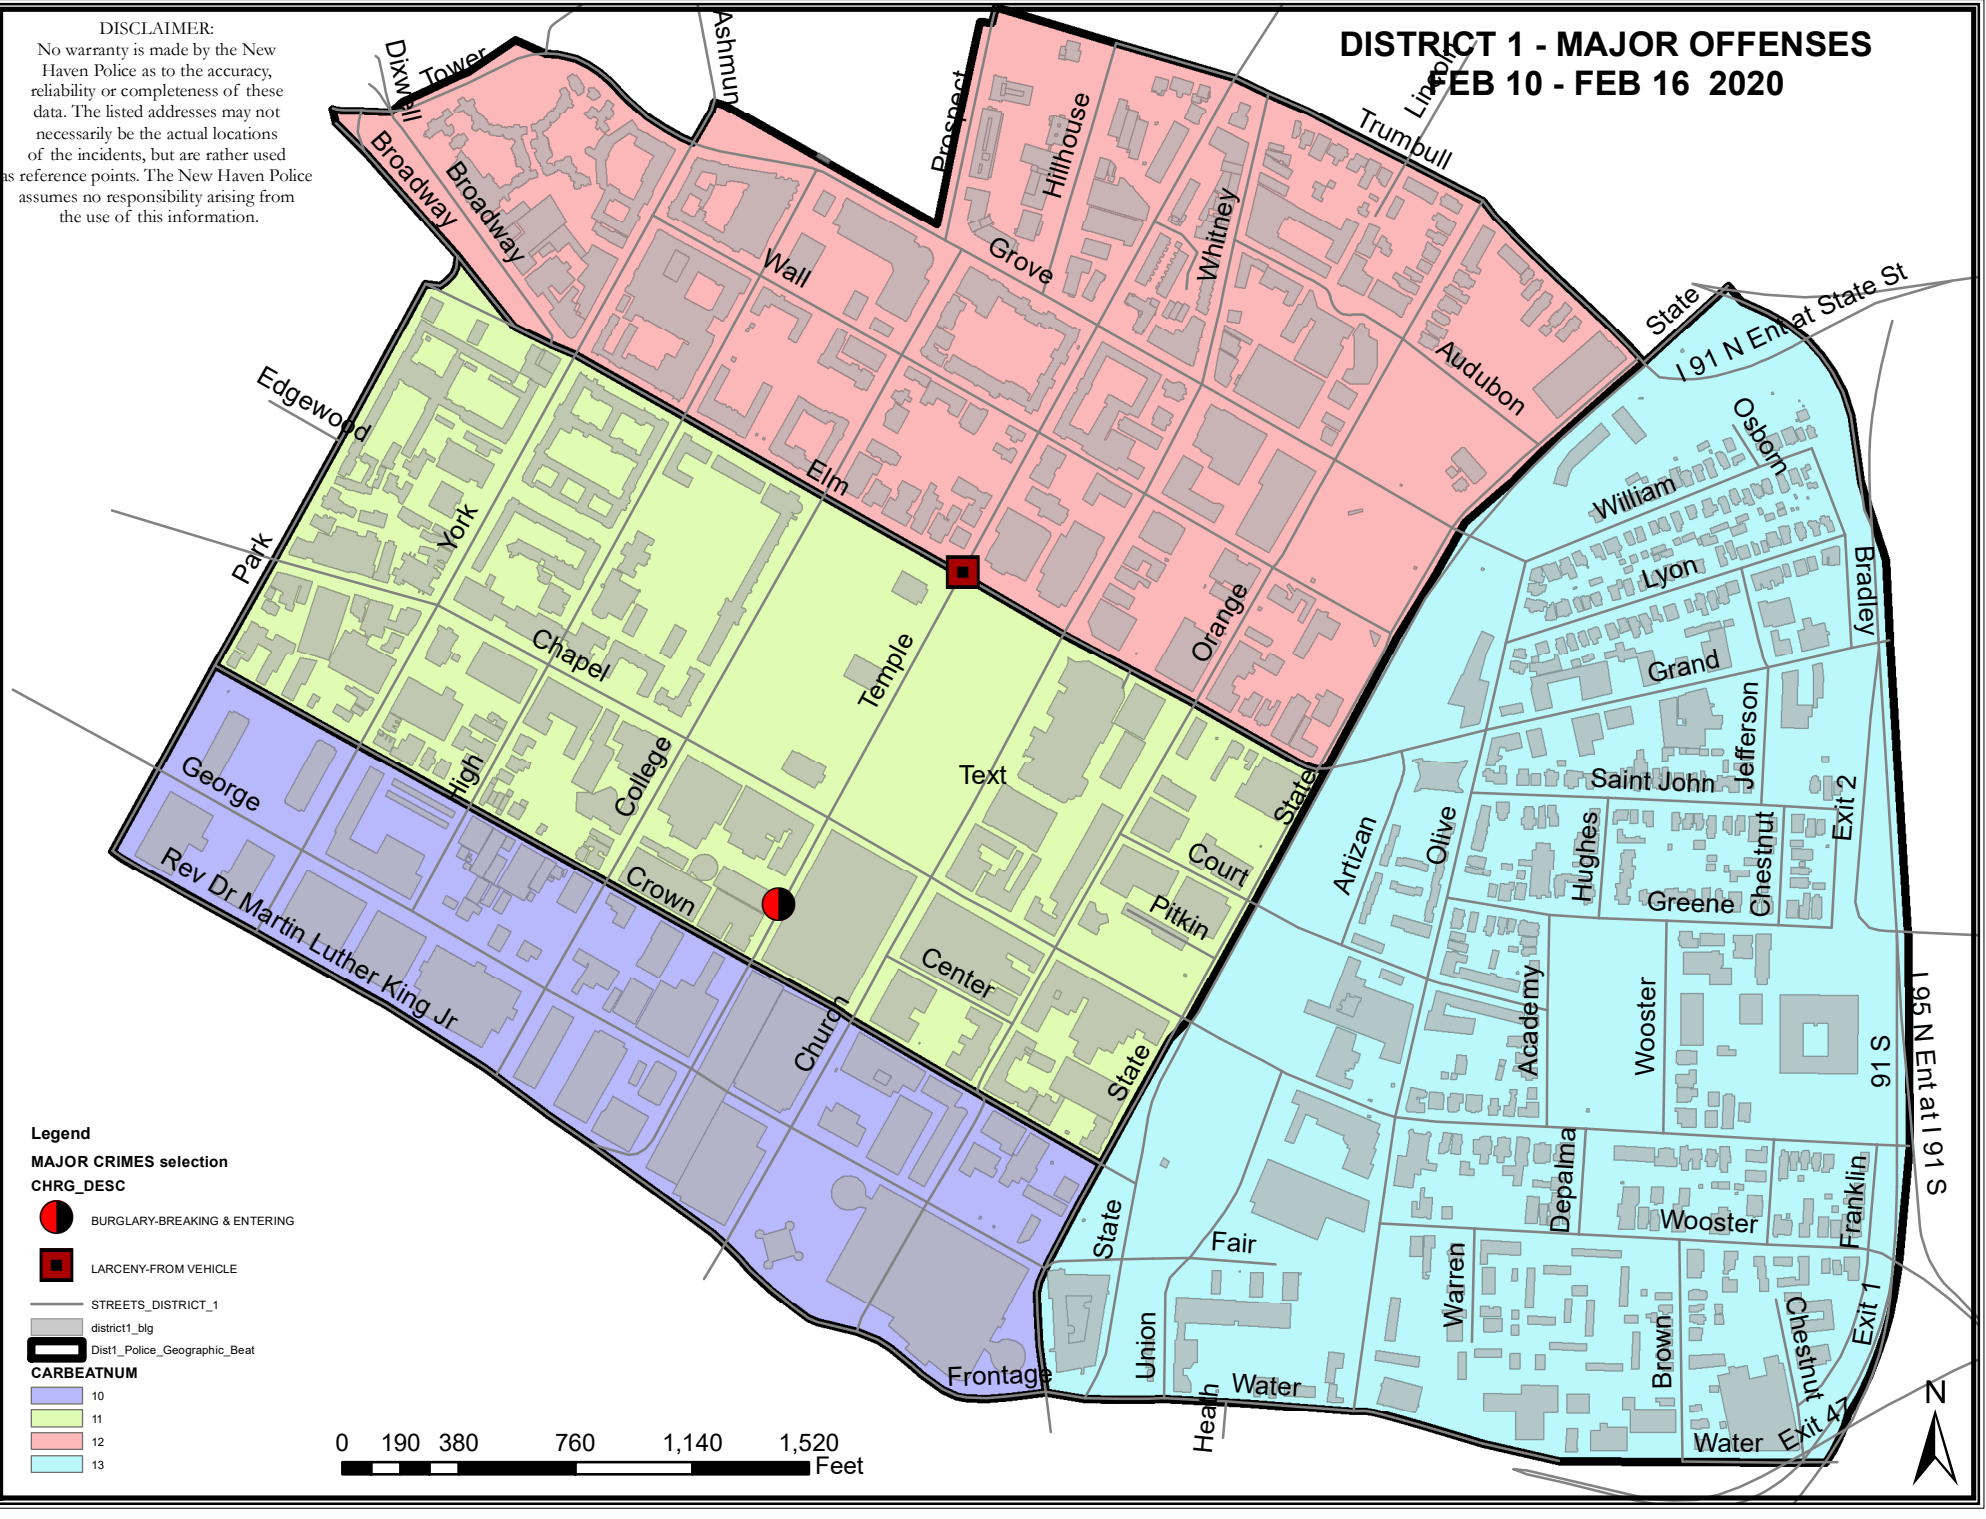 DISCLAIMER:
No warranty is made by the New
Haven Police as to the accuracy,
reliability or completeness of these
data. The listed addresses may not
necessarily be the actual locations
of the incidents, but are rather used
as reference points. The New Haven Police
assumes no responsibility arising from
the use of this information.
DISTRICT 1 - MAJOR OFFENSES
FEB 10 - FEB 16 2020
Dixwell
Tower
Ashmun
Prospect
Hillhouse
Lincoln
Trumbull
Broadway
Broadway
Wall
Grove
Whitney
State
I 91 N Ent at State St
Audubon
Edgewood
Osborn
Elm
William
York
Park
Lyon
Bradley
Orange
Chapel
Temple
Grand
Jefferson
High
College
Text
State
Saint John
George
Exit 2
Artizan
Olive
Hughes
Chestnut
Court
Crown
Greene
Rev Dr Martin Luther King Jr
Pitkin
Center
Church
Academy
Wooster
I 95 N Ent at I 91 S
91 S
State
Depalma
Franklin
State
Wooster
Fair
Warren
Union
Brown
Chestnut
Exit 1
Frontage
Heath
Water
Water
Exit 47
Legend
MAJOR CRIMES selection
CHRG_DESC
BURGLARY-BREAKING & ENTERING
LARCENY-FROM VEHICLE
STREETS_DISTRICT_1
district1_blg
Dist1_Police_Geographic_Beat
CARBEATNUM
10
11
12
13
0 190 380 760 1,140 1,520
Feet
N